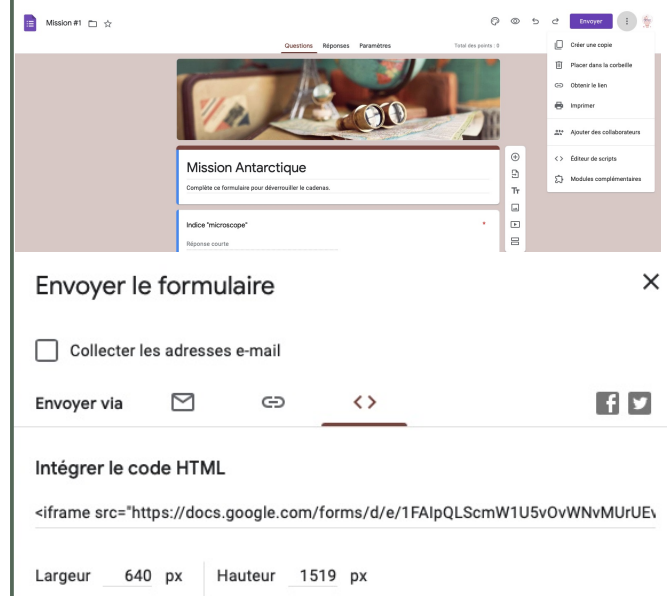 Mission #1
Envoyer
Questions Réponses Paramètres
Total des points : 0
Créer une copie
Placer dans la corbeille
Obtenir le lien
Imprimer
Ajouter des collaborateurs
Éditeur de scripts
Modules complémentaires
Mission Antarctique
Complète ce formulaire pour déverrouiller le cadenas.
Indice "microscope" *
Réponse courte
Envoyer le formulaire
Collecter les adresses e-mail
Envoyer via
Intégrer le code HTML
<iframe src="https://docs.google.com/forms/d/e/1FAIpQLScmW1U5vOvWNvMUrUEv
Largeur 640 px Hauteur 1519 px